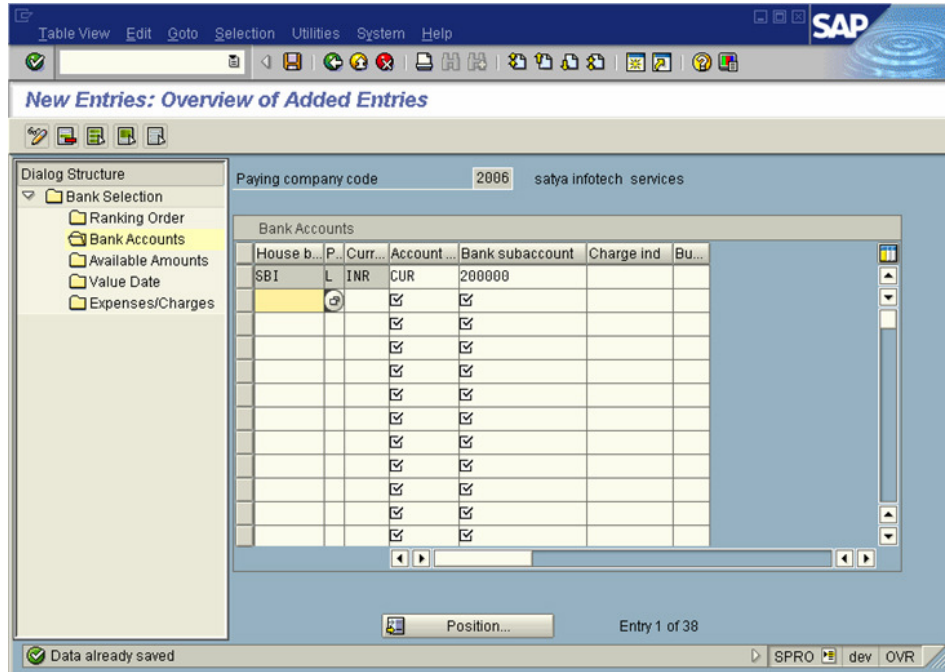 Table View Edit Goto Selection Utilities System Help
SAP
New Entries: Overview of Added Entries
Dialog Structure
Bank Selection
Ranking Order
Bank Accounts
Available Amounts
Value Date
Expenses/Charges
Paying company code 2006 satya infotech services
Bank Accounts
House b... P.. Curr... Account ... Bank subaccount Charge ind Bu...
SBI L INR CUR 200000
Position... Entry 1 of 38
Data already saved SPRO dev OVR